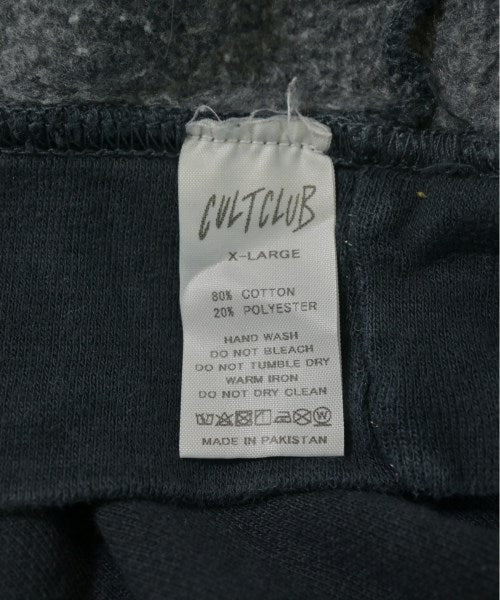 CULTCLUB
X-LARGE
80% COTTON
20% POLYESTER
HAND WASH
DO NOT BLEACH
DO NOT TUMBLE DRY
WARM IRON
DO NOT DRY CLEAN
MADE IN PAKISTAN